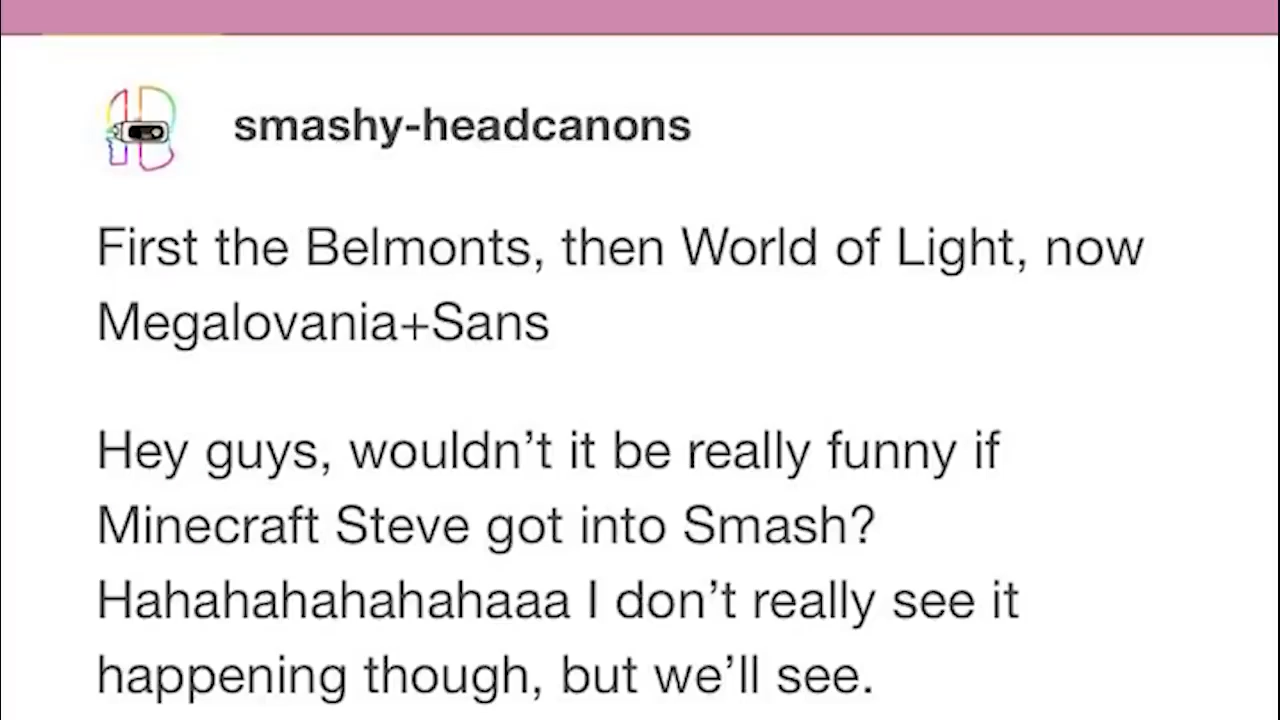 smashy-headcanons
First the Belmonts, then World of Light, now
Megalovania+Sans
Hey guys, wouldn’t it be really funny if
Minecraft Steve got into Smash?
Hahahahahahahaaa I don’t really see it
happening though, but we’ll see.